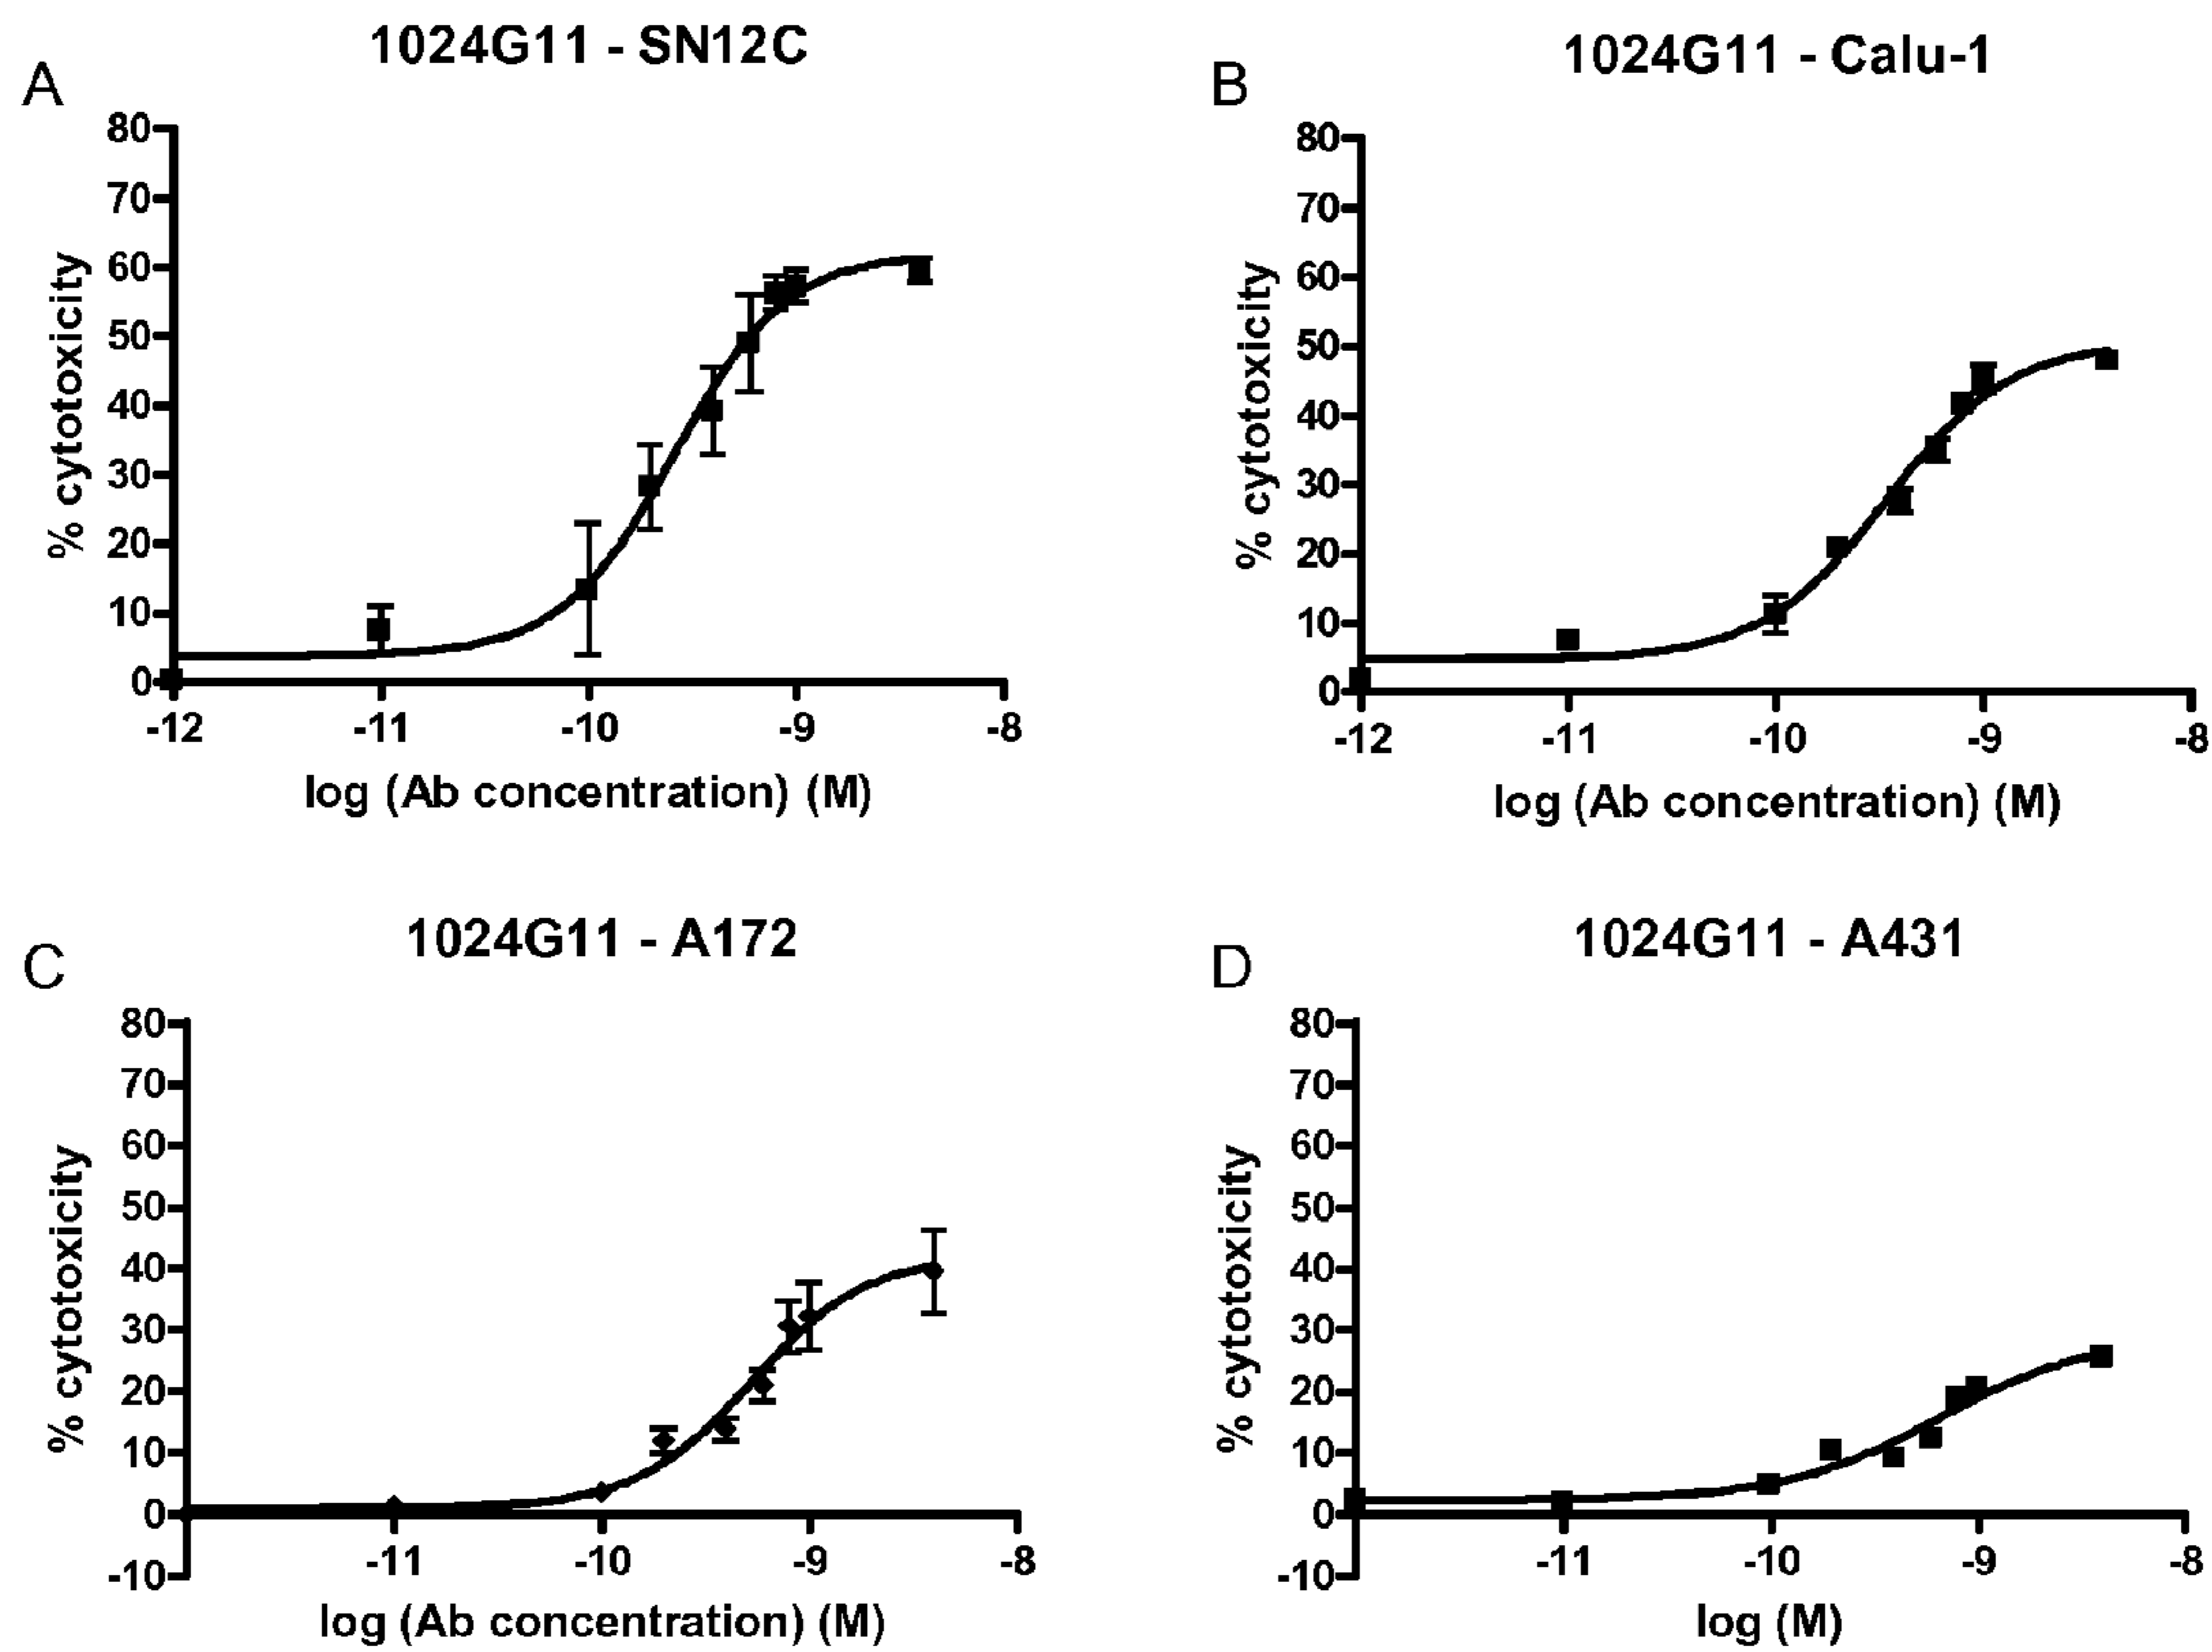 A
1024G11 - SN12C
80
70
60
50
40
30
20
10
0
% cytotoxicity
-12 -11 -10 -9 -8
log (Ab concentration) (M)
B
1024G11 - Calu-1
80
70
60
50
40
30
20
10
0
% cytotoxicity
-12 -11 -10 -9 -8
log (Ab concentration) (M)
C
1024G11 - A172
80
70
60
50
40
30
20
10
0
-10
% cytotoxicity
-11 -10 -9 -8
log (Ab concentration) (M)
D
1024G11 - A431
80
70
60
50
40
30
20
10
0
-10
% cytotoxicity
-11 -10 -9 -8
log (M)